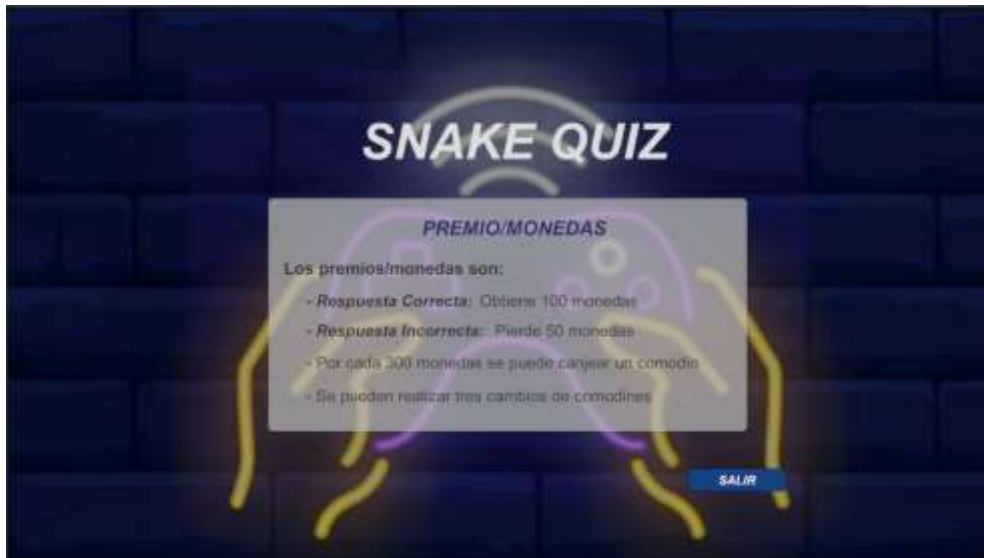 SNAKE QUIZ
PREMIO/MONEDAS
Los premios/monedas son:
- Respuesta Correcta: Obtiene 100 monedas
- Respuesta Incorrecta: Pierde 50 monedas
- Por cada 300 monedas se puede canjear un comodin
- Se pueden realizar tres cambios de comodines
SALIR